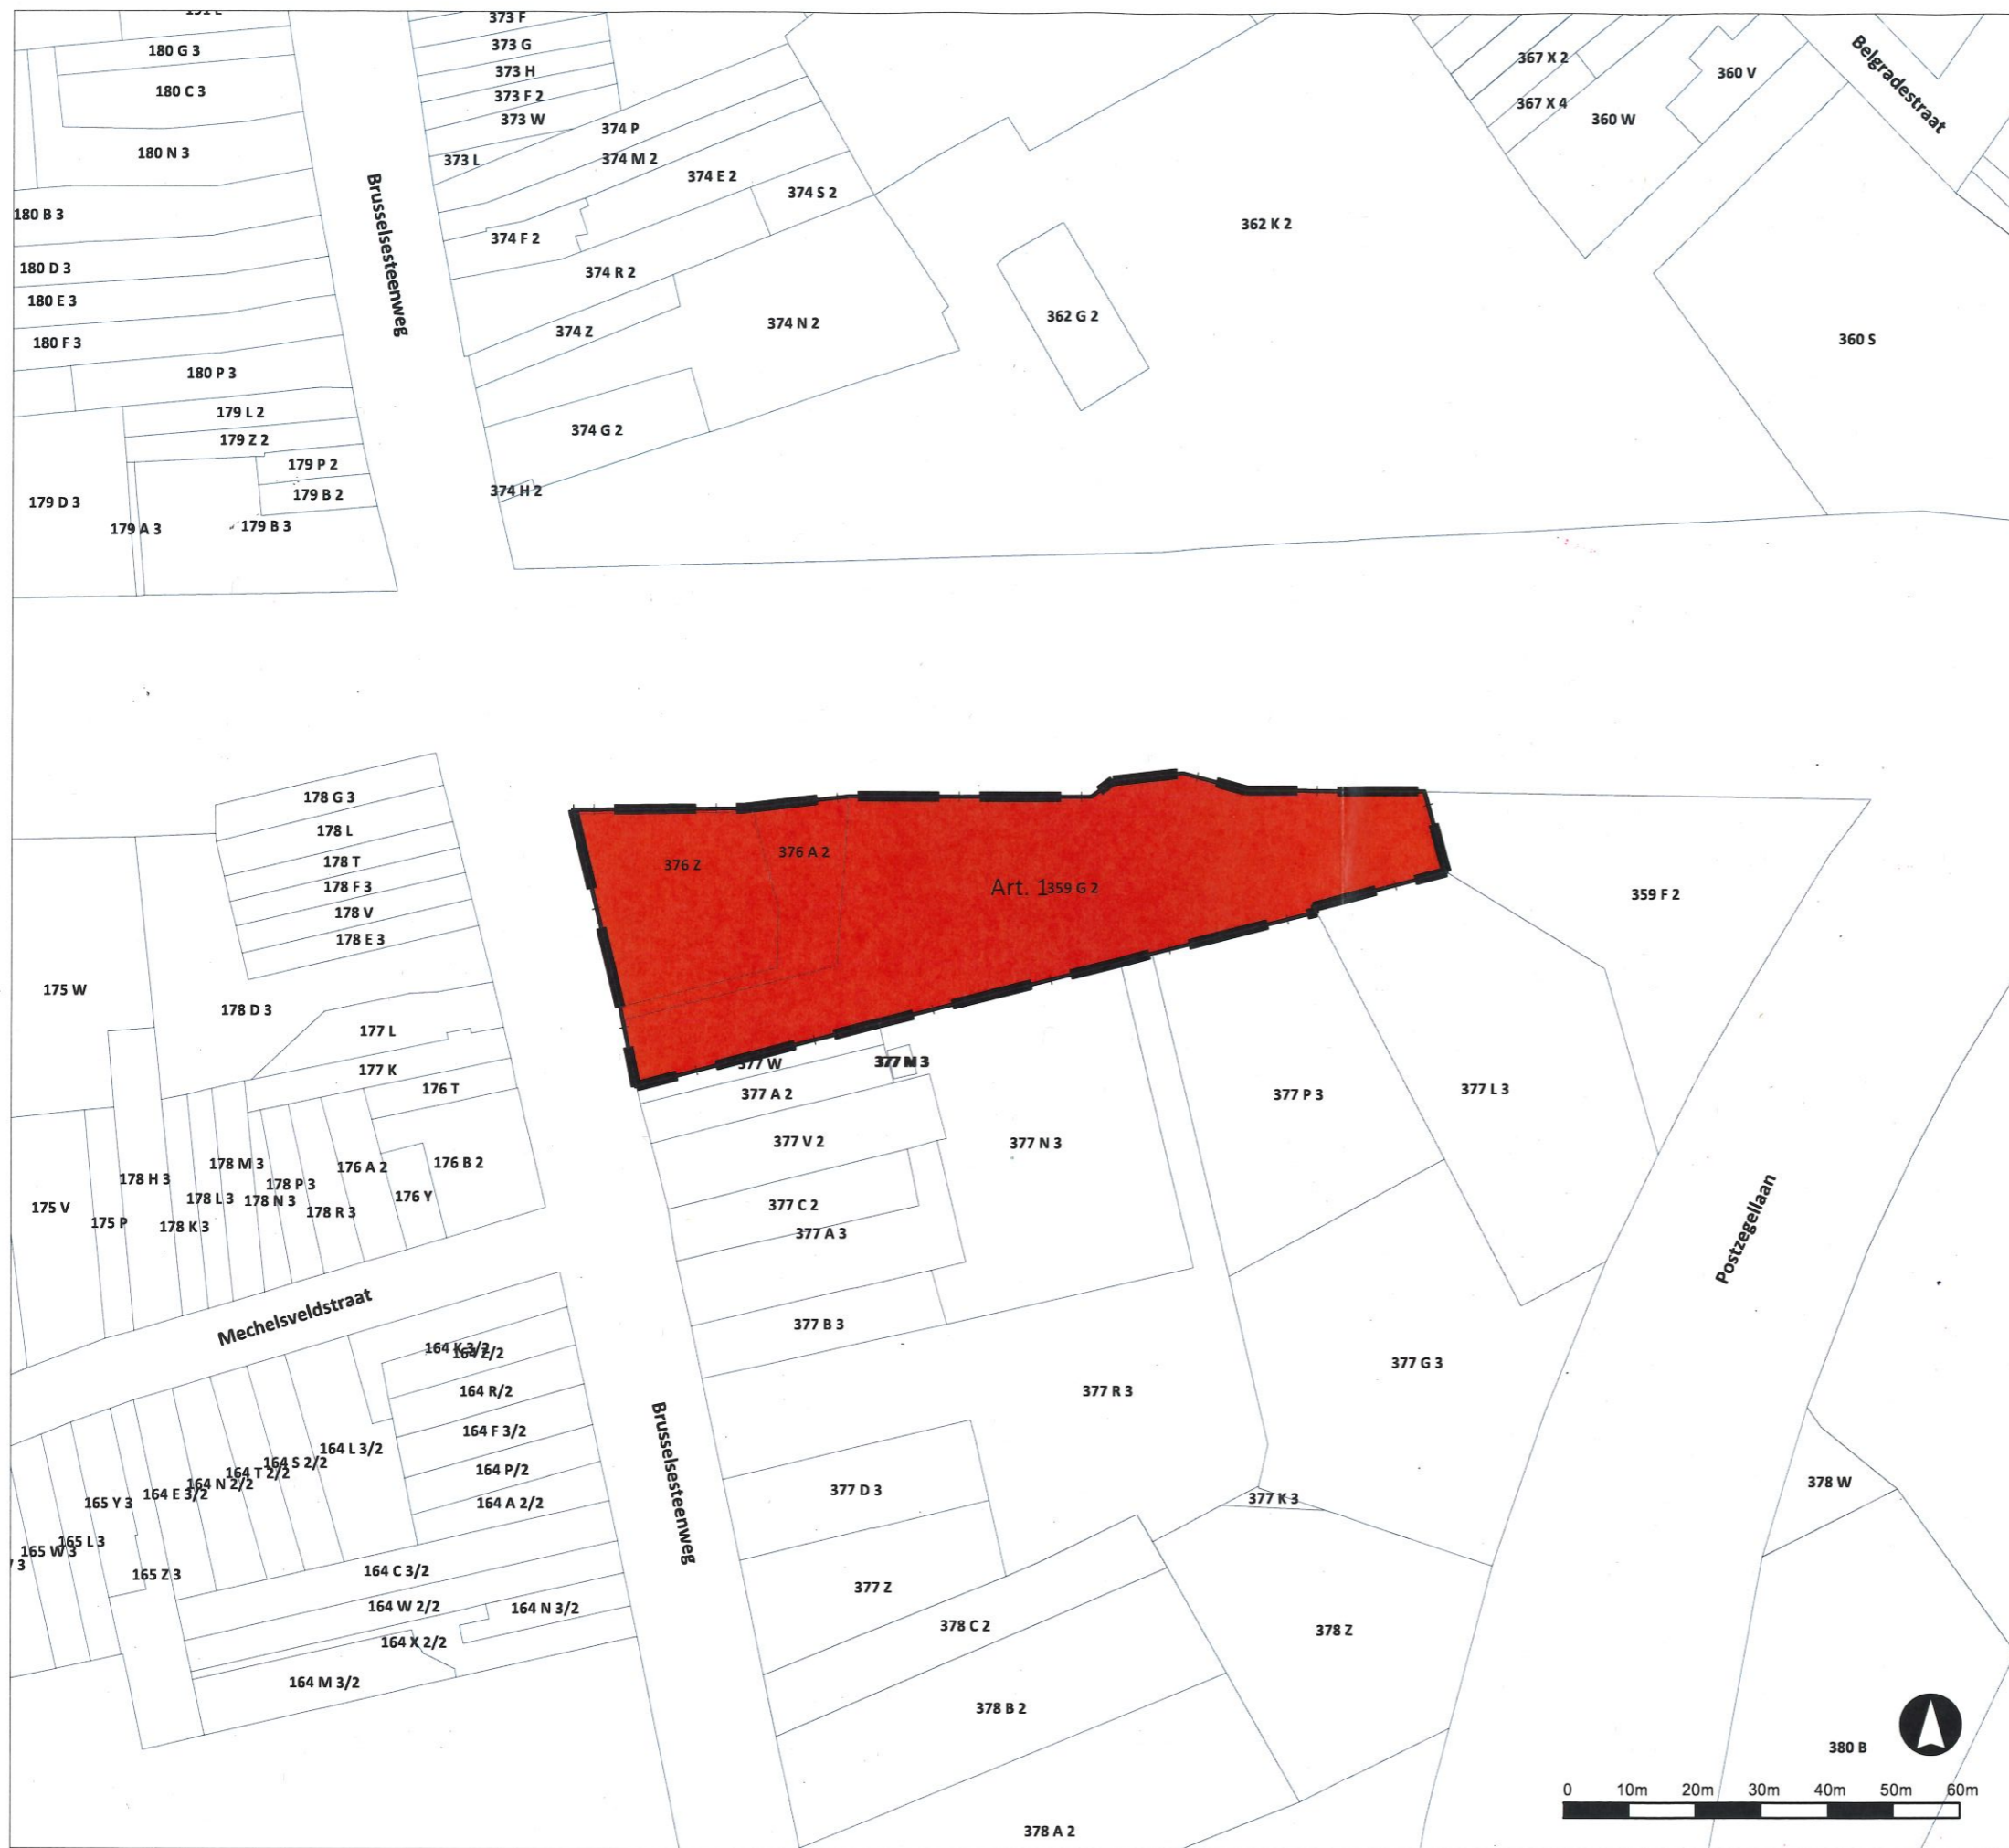 373 F
180 G 3
373 G
367 X 2
360 V
Belgradestraat
180 C 3
373 H
373 F 2
367 X 4
360 W
373 W
374 P
180 N 3
373 L
374 M 2
374 E 2
374 S 2
Brusselsesteenweg
180 B 3
374 F 2
362 K 2
180 D 3
374 R 2
180 E 3
362 G 2
374 N 2
374 Z
180 F 3
360 S
180 P 3
179 L 2
179 Z 2
374 G 2
179 P 2
179 B 2
374 H 2
179 D 3
179 A 3
179 B 3
178 G 3
178 L
178 T
376 Z
376 A 2
178 F 3
Art. 1
359 G 2
359 F 2
178 V
178 E 3
175 W
178 D 3
177 L
177 K
377 W
176 T
377 A 2
377 P 3
377 L 3
377 V 2
377 N 3
178 M 3
176 A 2
176 B 2
178 H 3
178 P 3
178 L 3
178 N 3
176 Y
175 V
175 P
178 K 3
178 R 3
377 C 2
377 A 3
Postzegellaan
Mechelsveldstraat
377 B 3
164 K 3/2
164 R/2
377 G 3
377 R 3
Brusselsesteenweg
164 F 3/2
164 L 3/2
164 S 2/2
164 T 2/2
164 N 2/2
164 E 3/2
164 P/2
165 Y 3
164 A 2/2
377 D 3
377 K 3
378 W
165 L 3
165 W 3
165 Z 3
164 C 3/2
377 Z
164 W 2/2
164 N 3/2
378 C 2
378 Z
164 X 2/2
164 M 3/2
378 B 2
380 B
0 10m 20m 30m 40m 50m 60m
378 A 2